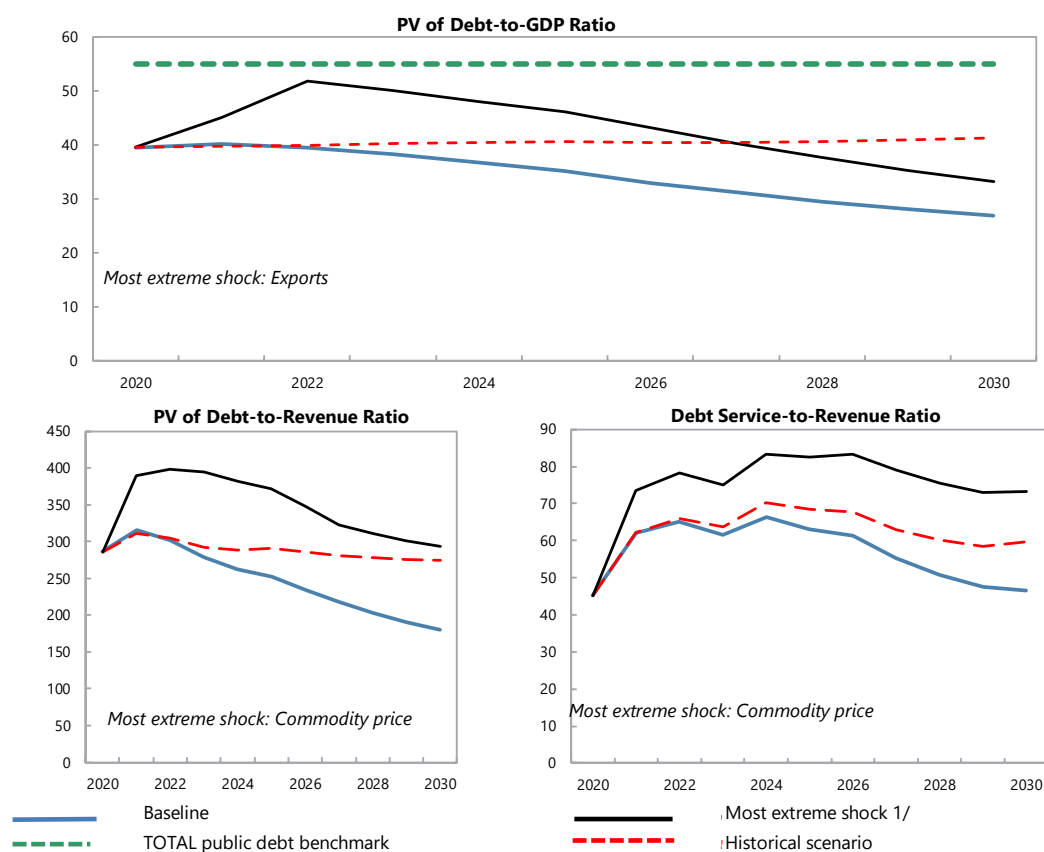 PV of Debt-to-GDP Ratio
60
50
40
30
20
10
0
Most extreme shock: Exports
2020 2022 2024 2026 2028 2030
PV of Debt-to-Revenue Ratio
450
400
350
300
250
200
150
100
50
0
Most extreme shock: Commodity price
2020 2022 2024 2026 2028 2030
Debt Service-to-Revenue Ratio
90
80
70
60
50
40
30
20
10
0
Most extreme shock: Commodity price
2020 2022 2024 2026 2028 2030
Baseline
Most extreme shock 1/
TOTAL public debt benchmark
Historical scenario